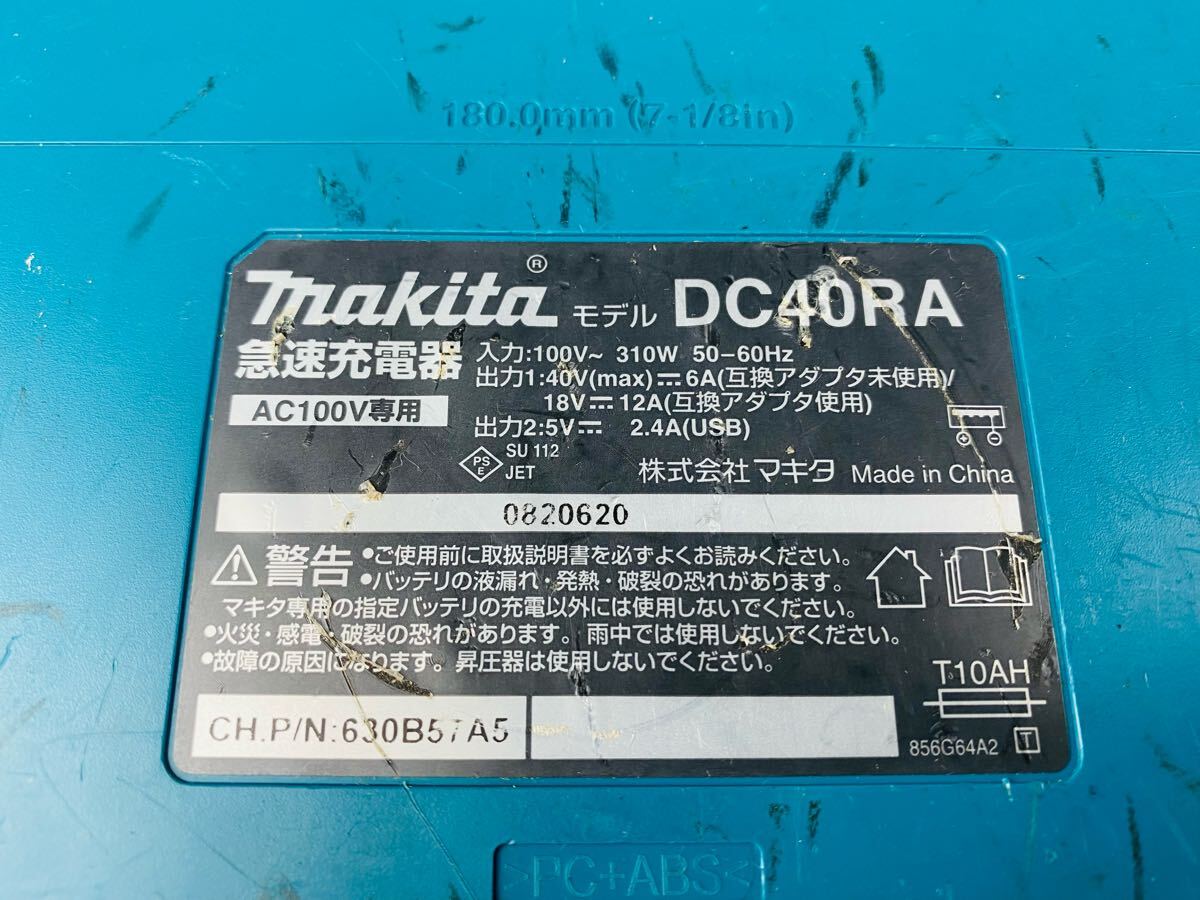 180.0mm (7-1/8in)
makita® モデル DC40RA
急速充電器
AC100V専用
入力:100V~ 310W 50-60Hz
出力1:40V(max)⎓6A(互換アダプタ未使用)/
18V⎓12A(互換アダプタ使用)
出力2:5V⎓ 2.4A(USB)
PSE SU 112
JET
株式会社マキタ Made in China
0820620
⚠警告 •ご使用前に取扱説明書を必ずよくお読みください。
•バッテリの液漏れ・発熱・破裂の恐れがあります。
マキタ専用の指定バッテリの充電以外には使用しないでください。
•火災・感電・破裂の恐れがあります。雨中では使用しないでください。
•故障の原因になります。昇圧器は使用しないでください。
T10AH
CH.P/N:630B57A5
856G64A2 T
>PC+ABS<